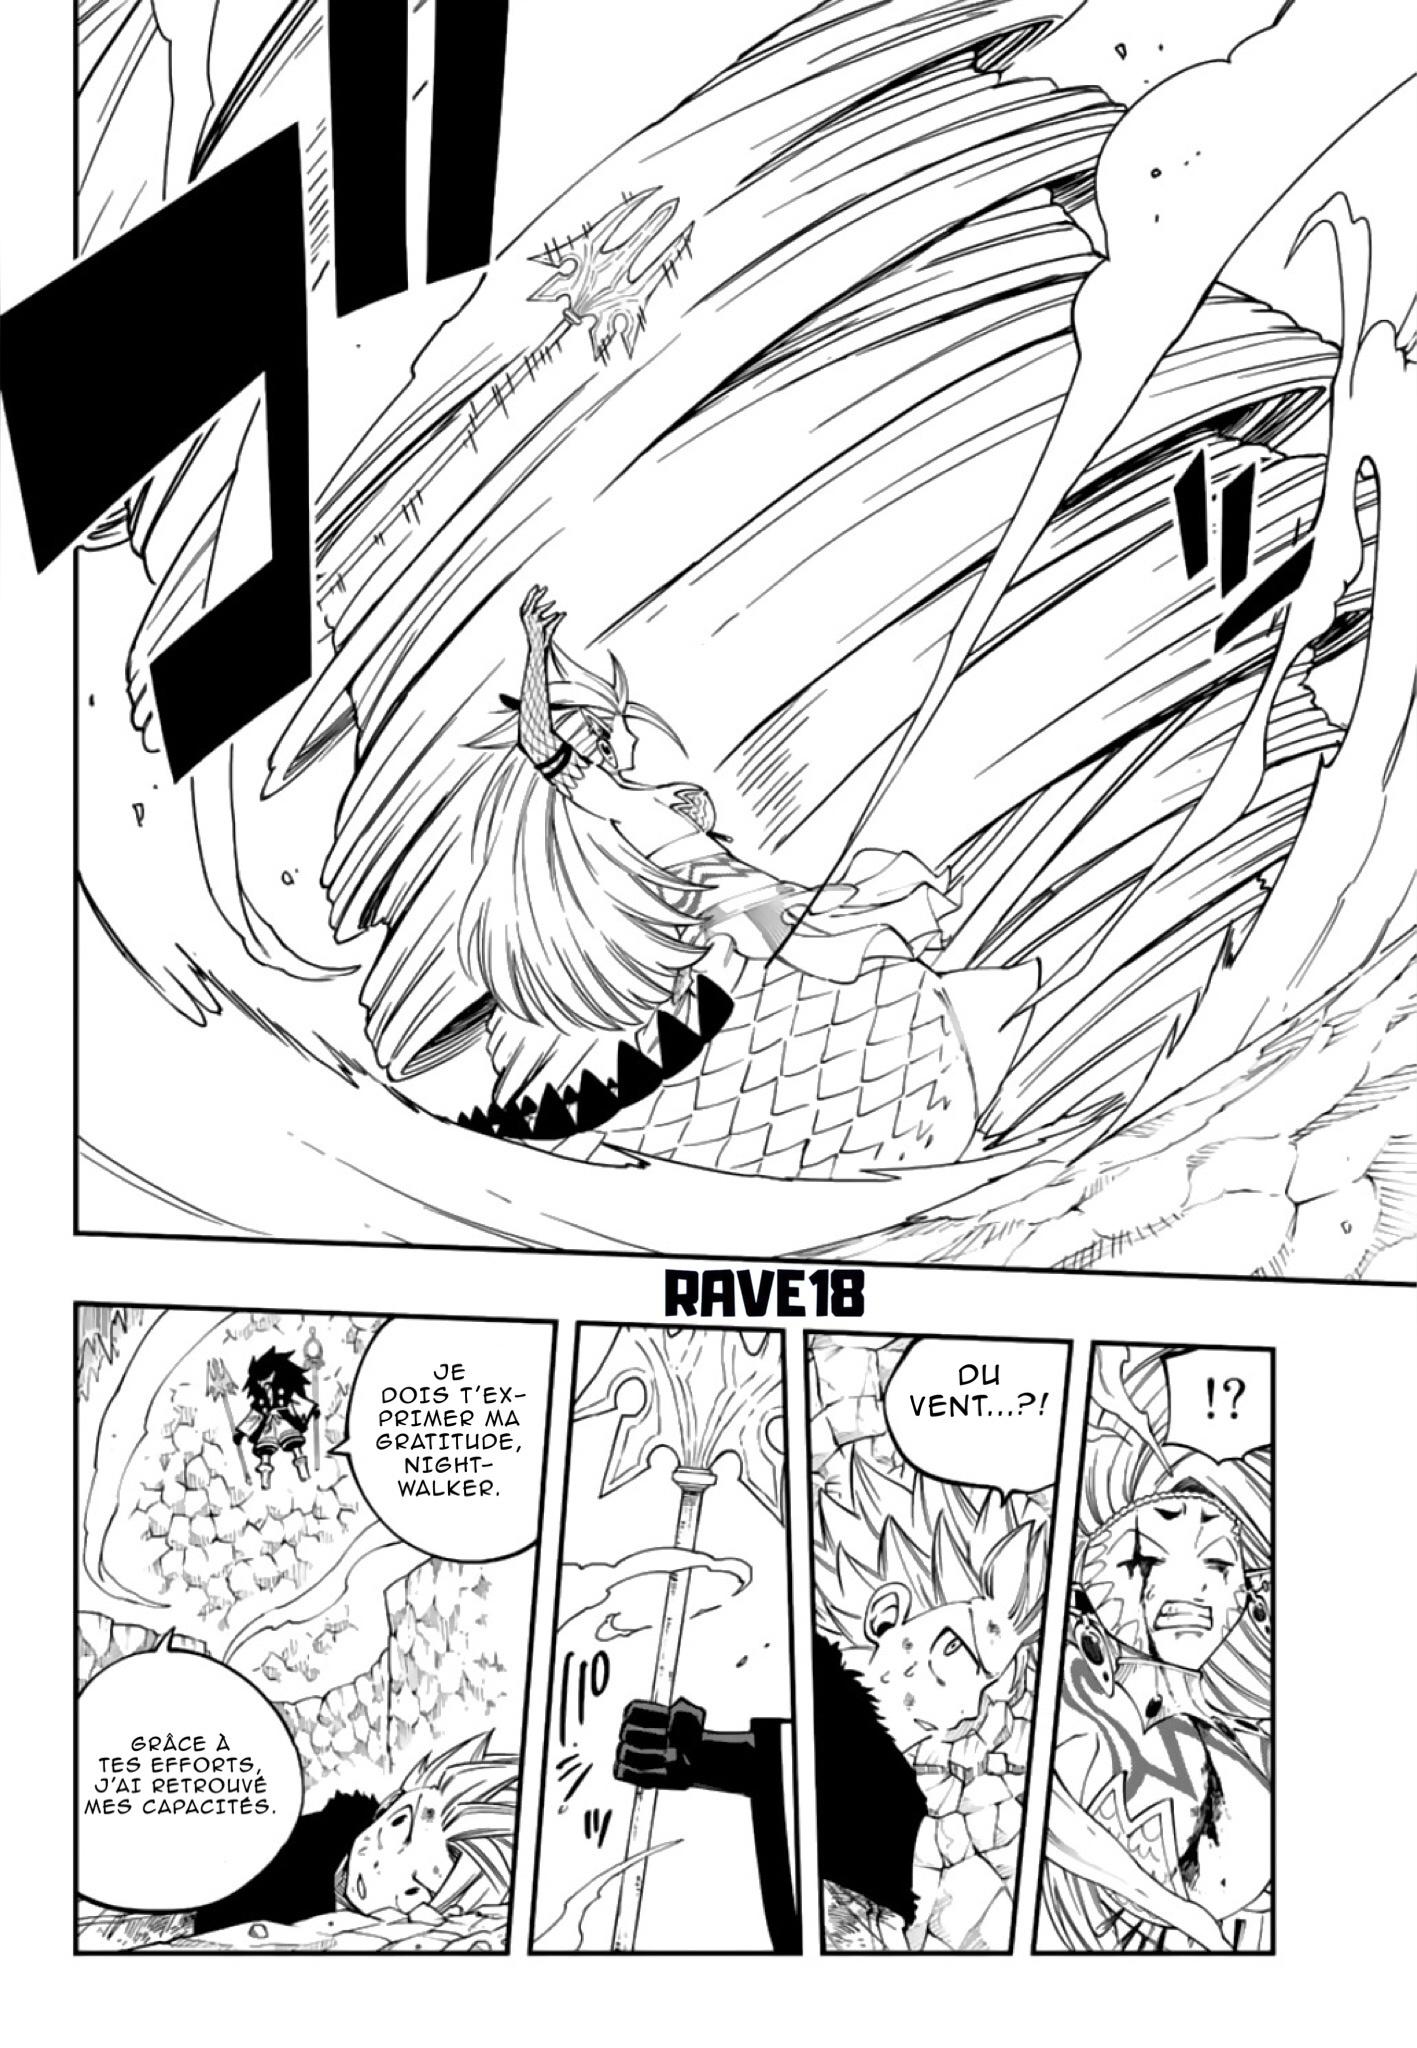 RAVE18
!?
DU
VENT...?!
JE
DOIS T'EX-
PRIMER MA
GRATITUDE,
NIGHT-
WALKER.
GRÂCE À
TES EFFORTS,
J'AI RETROUVÉ
MES CAPACITÉS.